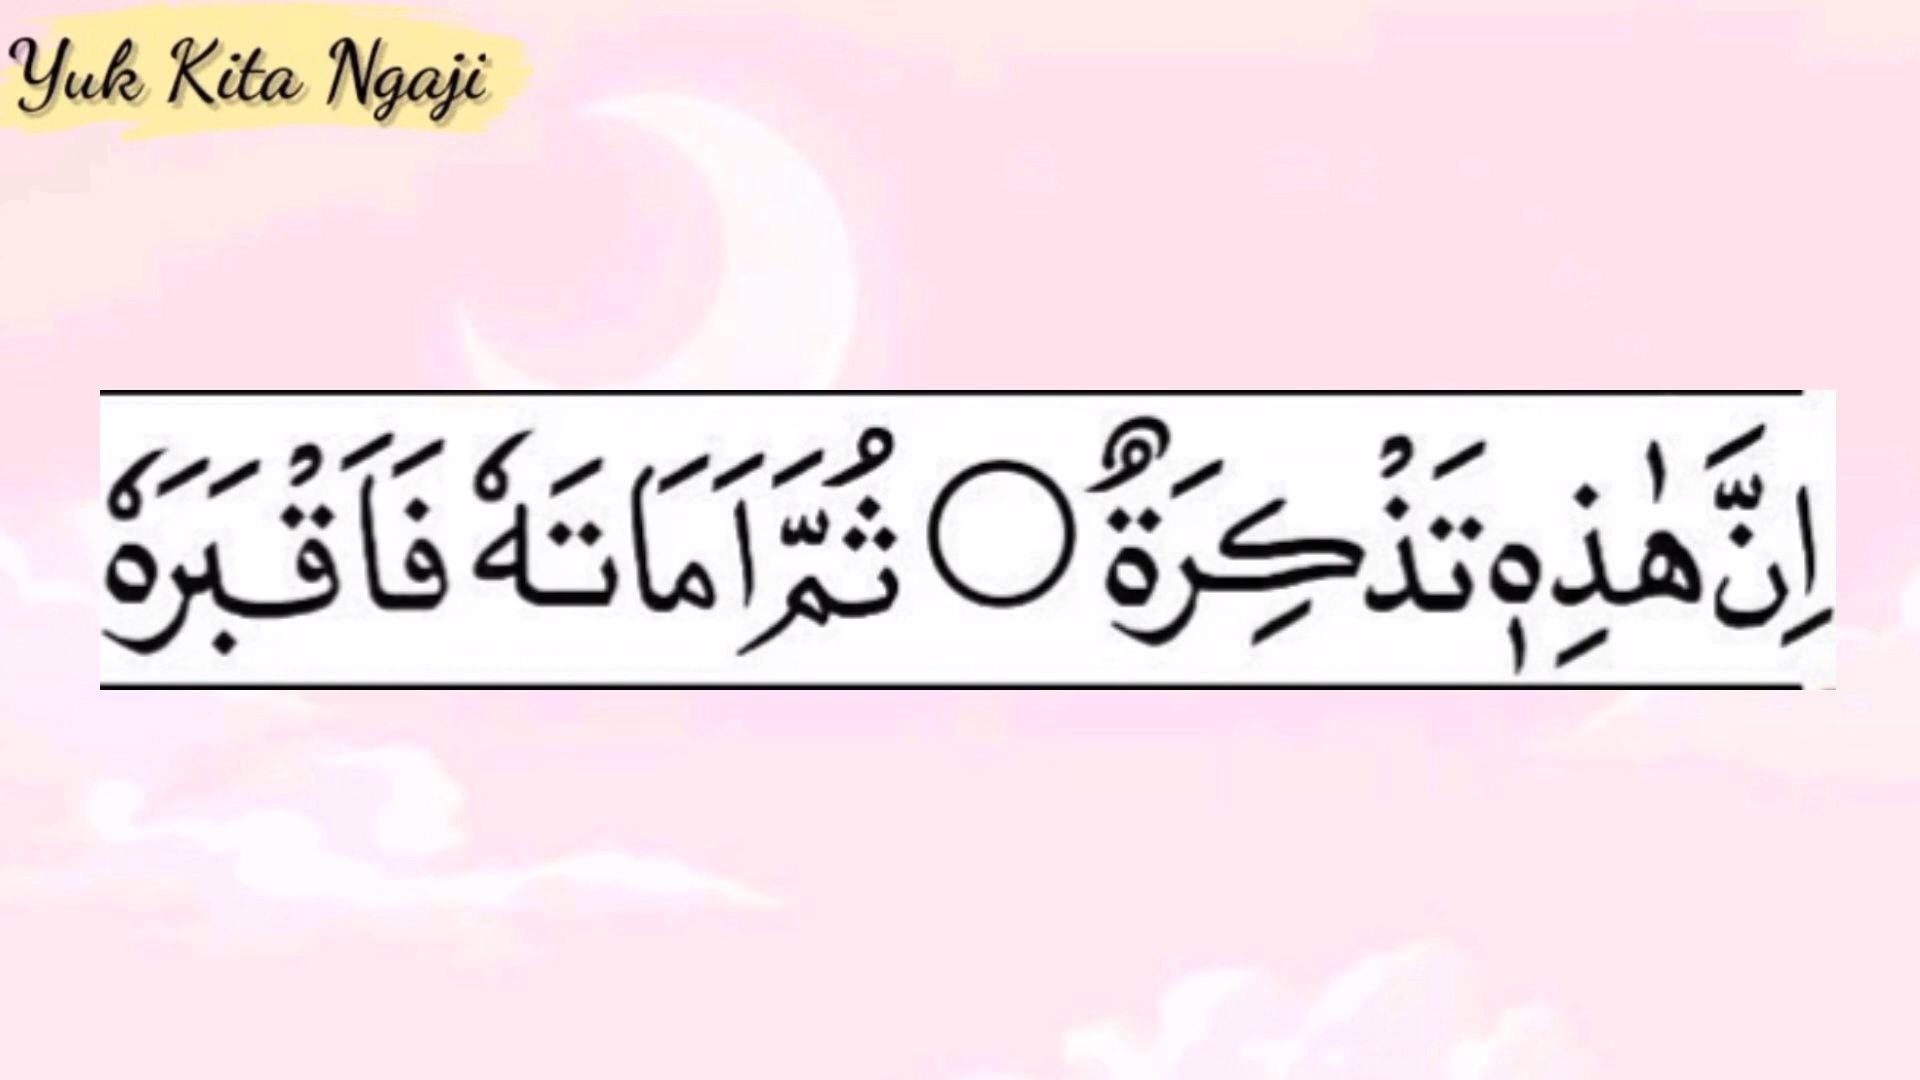 Yuk Kita Ngaji
اِنَّ هٰذِهٖ تَذْكِرَةٌ ۝ ثُمَّ اَمَاتَهٗ فَاَقْبَرَهٗ